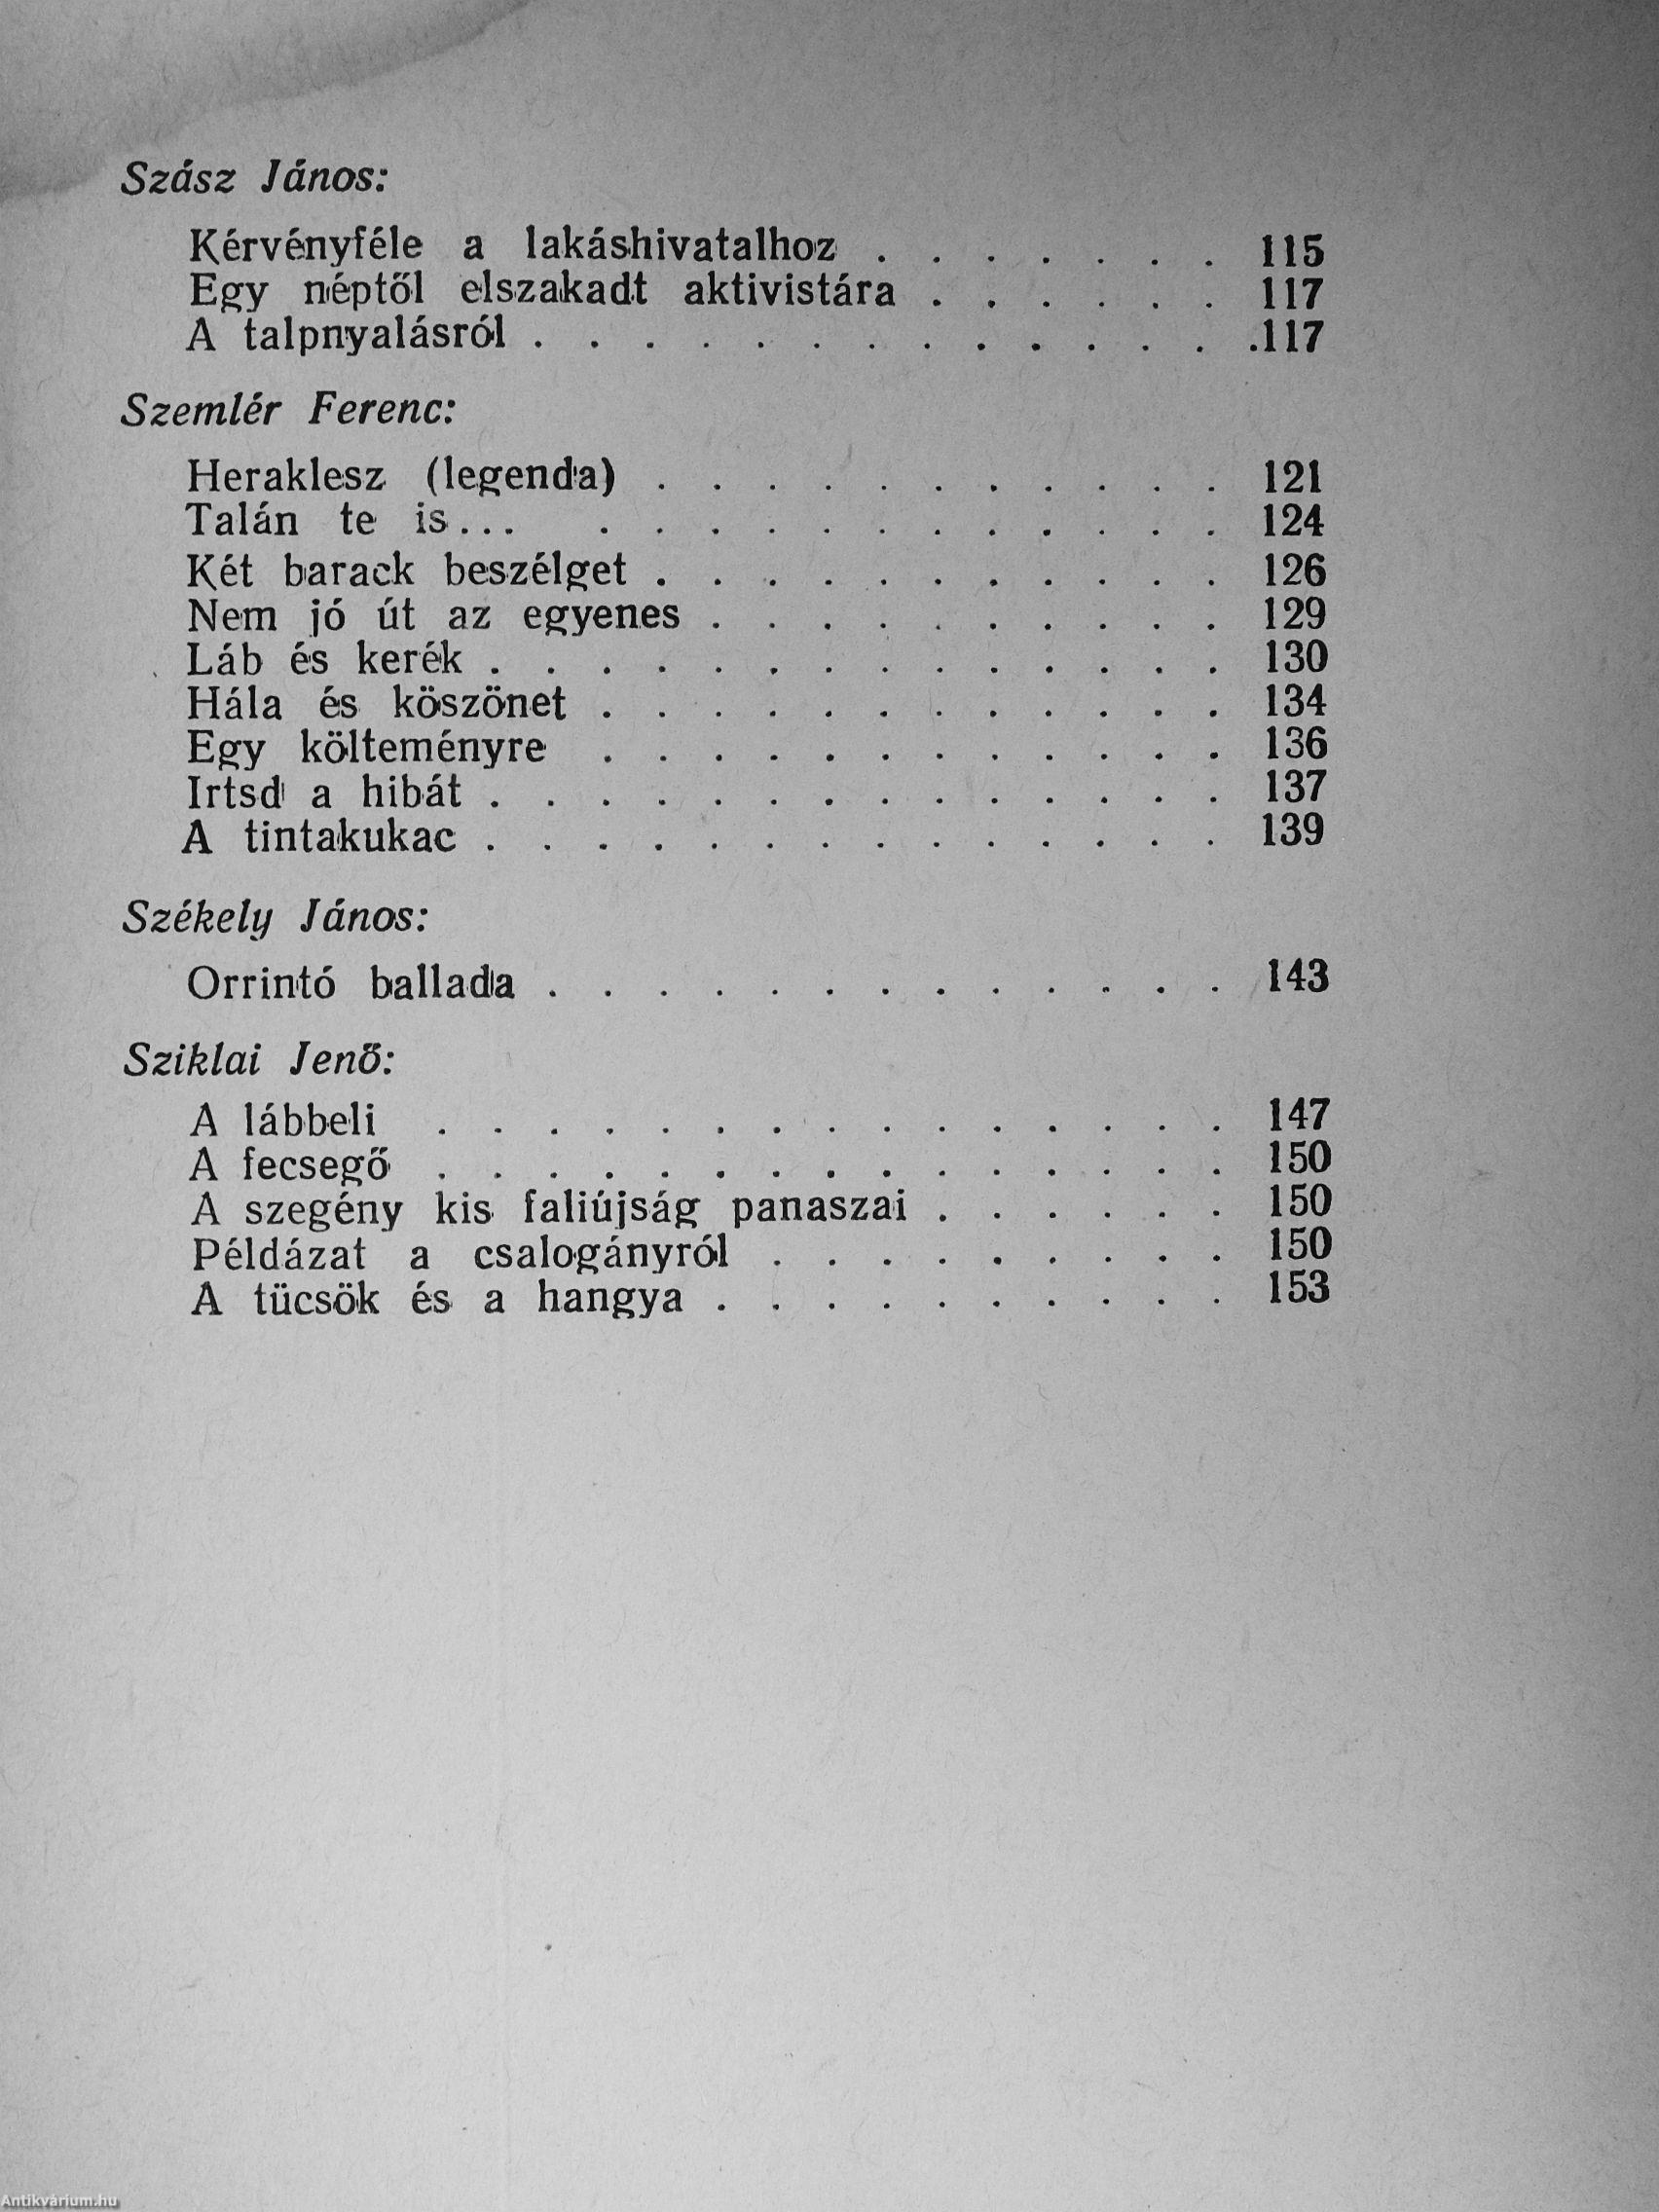 Szász János:
Kérvényféle a lakáshivatalhoz . . . . . . . 115
Egy néptől elszakadt aktivistára . . . . . . 117
A talpnyalásról . . . . . . . . . . . . . .117
Szemlér Ferenc:
Heraklesz (legenda) . . . . . . . . . . . 121
Talán te is... . . . . . . . . . . . . 124
Két barack beszélget . . . . . . . . . . . 126
Nem jó út az egyenes . . . . . . . . . . 129
Láb és kerék . . . . . . . . . . . . . . 130
Hála és köszönet . . . . . . . . . . . . 134
Egy költeményre . . . . . . . . . . . . 136
Irtsd a hibát . . . . . . . . . . . . . . 137
A tintakukac . . . . . . . . . . . . . . 139
Székely János:
Orrintó ballada . . . . . . . . . . . . . 143
Sziklai Jenő:
A lábbeli . . . . . . . . . . . . . . . 147
A fecsegő . . . . . . . . . . . . . . . 150
A szegény kis faliújság panaszai . . . . . . 150
Példázat a csalogányról . . . . . . . . . 150
A tücsök és a hangya . . . . . . . . . . 153
Antikvárium.hu